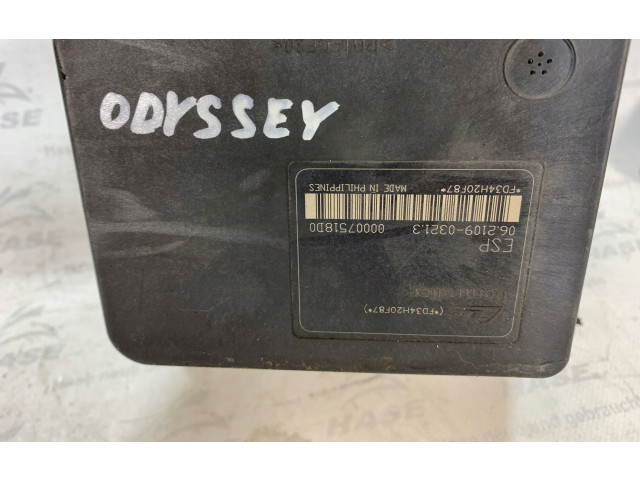 ODYSSEY
(*FD34H20F87*)
ESP
06.2109-0321.3 00007518D0
*FD34H20F87* MADE IN PHILIPPINES
HASE